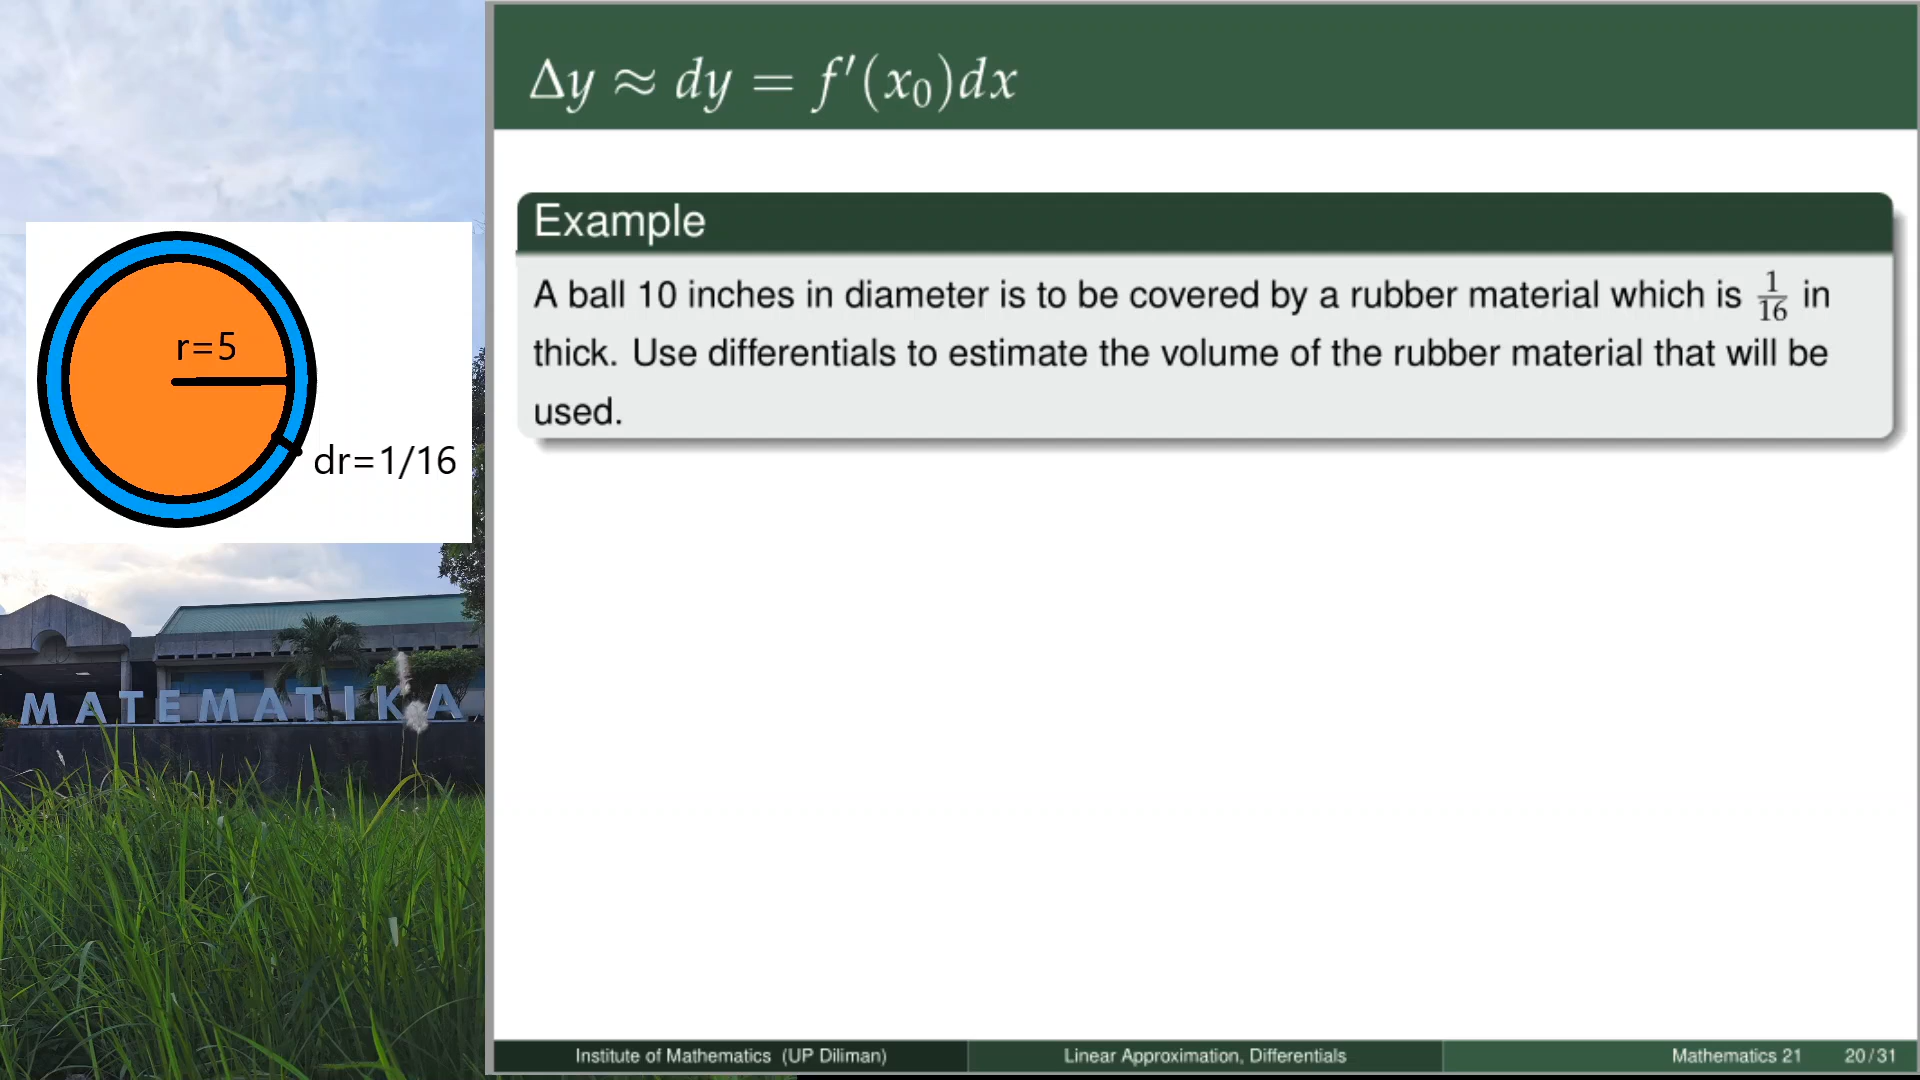 Δy ≈ dy = f′(x₀)dx
Example
A ball 10 inches in diameter is to be covered by a rubber material which is 1/16 in
thick. Use differentials to estimate the volume of the rubber material that will be
used.
r=5
dr=1/16
MATEMATIKA
Institute of Mathematics (UP Diliman) Linear Approximation, Differentials Mathematics 21 20/31